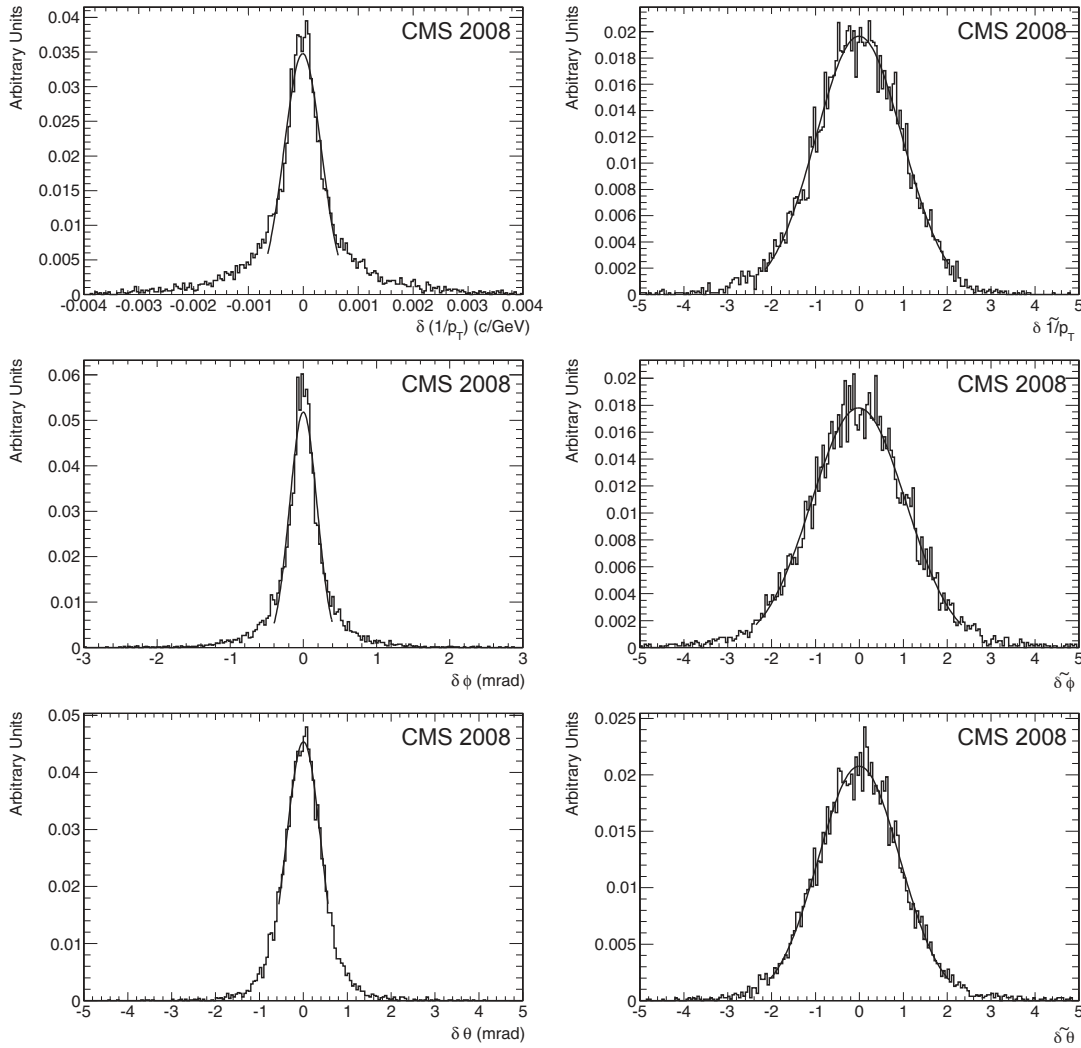 CMS 2008
Arbitrary Units
0.04
0.035
0.03
0.025
0.02
0.015
0.01
0.005
0
-0.004 -0.003 -0.002 -0.001 0 0.001 0.002 0.003 0.004
δ (1/p_T) (c/GeV)
CMS 2008
Arbitrary Units
0.02
0.018
0.016
0.014
0.012
0.01
0.008
0.006
0.004
0.002
0
-5 -4 -3 -2 -1 0 1 2 3 4 5
δ 1/̃p_T
CMS 2008
Arbitrary Units
0.06
0.05
0.04
0.03
0.02
0.01
0
-3 -2 -1 0 1 2 3
δ ϕ (mrad)
CMS 2008
Arbitrary Units
0.02
0.018
0.016
0.014
0.012
0.01
0.008
0.006
0.004
0.002
0
-5 -4 -3 -2 -1 0 1 2 3 4 5
δ ̃ϕ
CMS 2008
Arbitrary Units
0.05
0.04
0.03
0.02
0.01
0
-5 -4 -3 -2 -1 0 1 2 3 4 5
δ θ (mrad)
CMS 2008
Arbitrary Units
0.025
0.02
0.015
0.01
0.005
0
-5 -4 -3 -2 -1 0 1 2 3 4 5
δ ̃θ